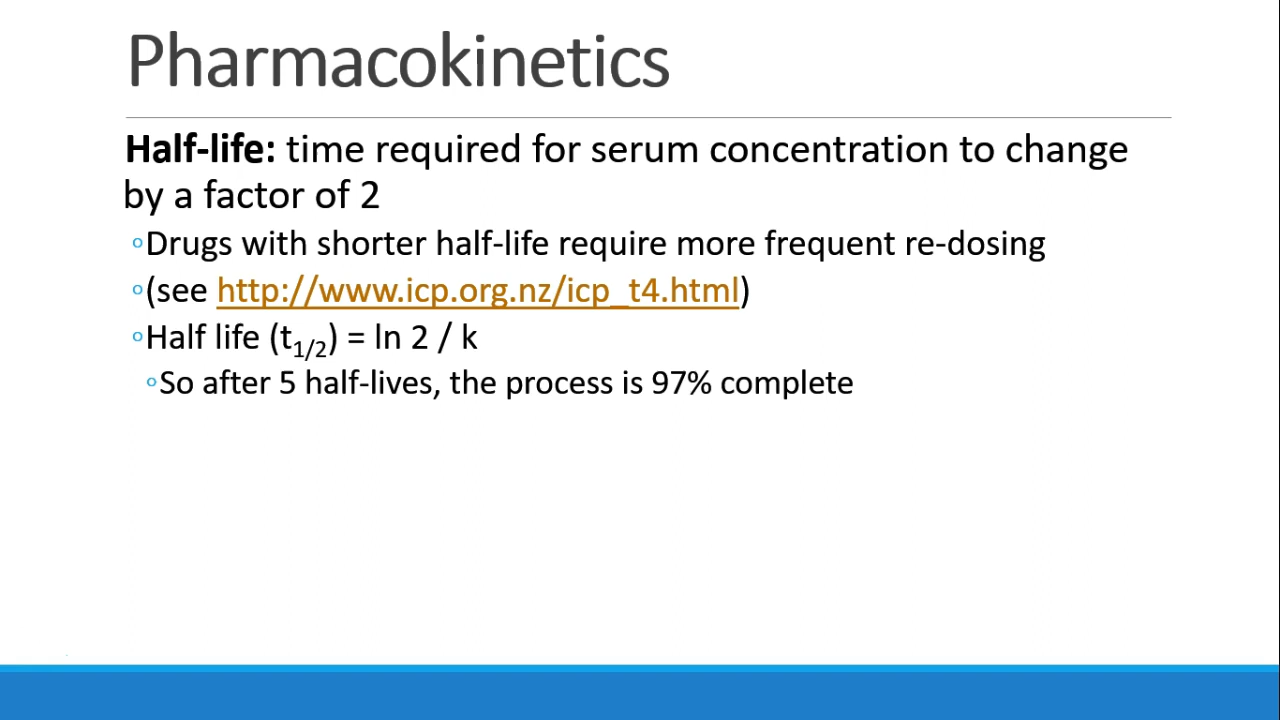 Pharmacokinetics
Half-life: time required for serum concentration to change
by a factor of 2
◦Drugs with shorter half-life require more frequent re-dosing
◦(see http://www.icp.org.nz/icp_t4.html)
◦Half life (t1/2) = ln 2 / k
◦So after 5 half-lives, the process is 97% complete